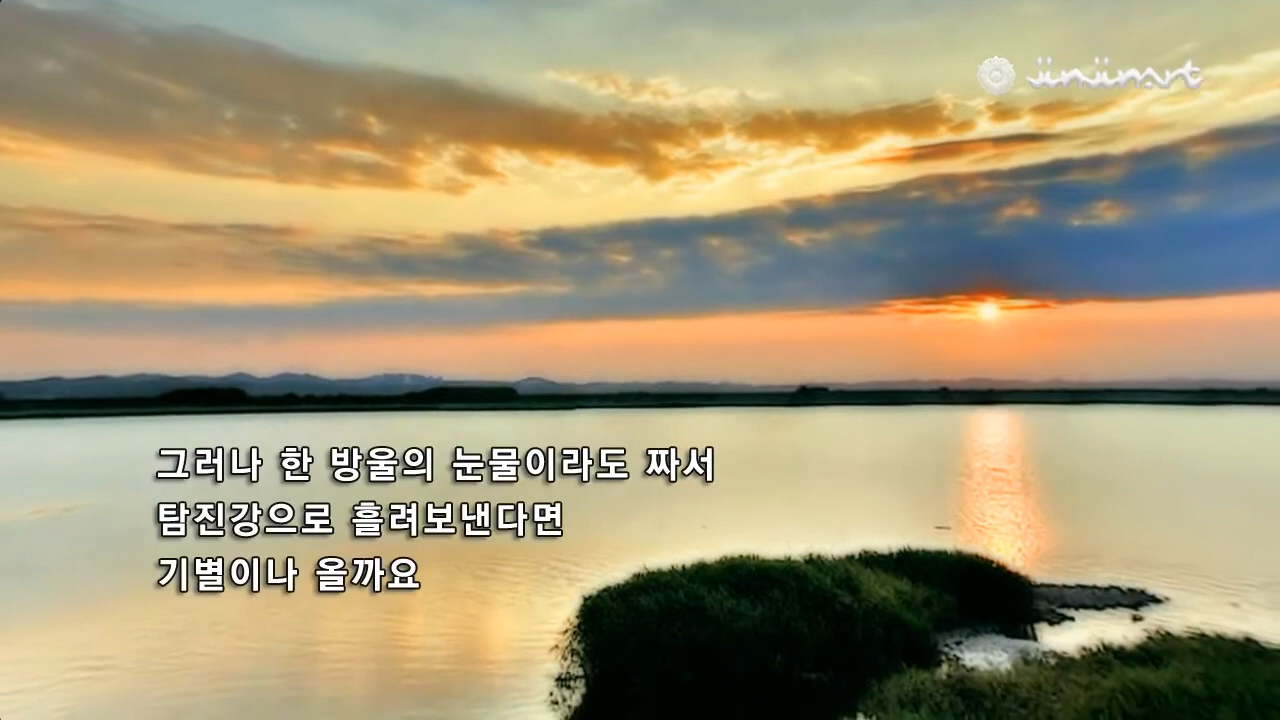 jinjinart
그러나 한 방울의 눈물이라도 짜서
탐진강으로 흘려보낸다면
기별이나 올까요